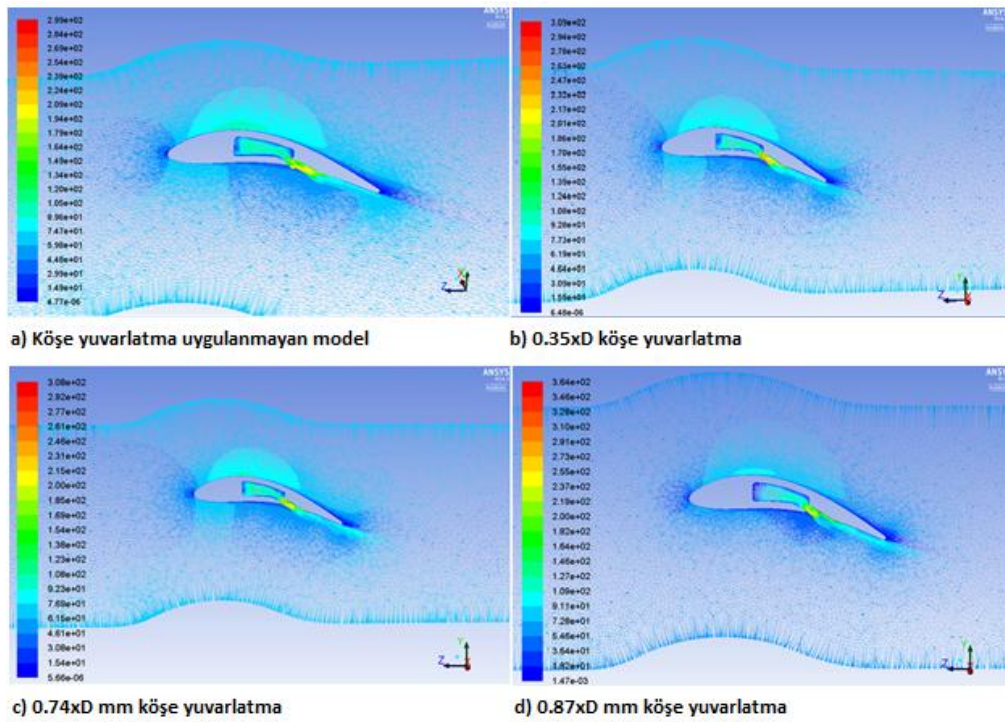 ANSYS
2.99e+02
2.84e+02
2.69e+02
2.54e+02
2.39e+02
2.24e+02
2.09e+02
1.94e+02
1.79e+02
1.64e+02
1.49e+02
1.34e+02
1.20e+02
1.05e+02
8.96e+01
7.47e+01
5.98e+01
4.48e+01
2.99e+01
1.49e+01
4.77e-06
Z
a) Köşe yuvarlatma uygulanmayan model
ANSYS
3.09e+02
2.94e+02
2.78e+02
2.63e+02
2.47e+02
2.32e+02
2.17e+02
2.01e+02
1.86e+02
1.70e+02
1.55e+02
1.39e+02
1.24e+02
1.08e+02
9.28e+01
7.73e+01
6.19e+01
4.64e+01
3.09e+01
1.55e+01
6.48e-06
Y
Z
X
b) 0.35xD köşe yuvarlatma
ANSYS
3.08e+02
2.92e+02
2.77e+02
2.61e+02
2.46e+02
2.31e+02
2.15e+02
2.00e+02
1.85e+02
1.69e+02
1.54e+02
1.38e+02
1.23e+02
1.08e+02
9.23e+01
7.69e+01
6.15e+01
4.61e+01
3.08e+01
1.54e+01
5.66e-06
Y
Z
X
c) 0.74xD mm köşe yuvarlatma
ANSYS
3.64e+02
3.46e+02
3.28e+02
3.10e+02
2.91e+02
2.73e+02
2.55e+02
2.37e+02
2.19e+02
2.00e+02
1.82e+02
1.64e+02
1.46e+02
1.27e+02
1.09e+02
9.11e+01
7.28e+01
5.46e+01
3.64e+01
1.82e+01
1.47e-03
Y
Z
X
d) 0.87xD mm köşe yuvarlatma